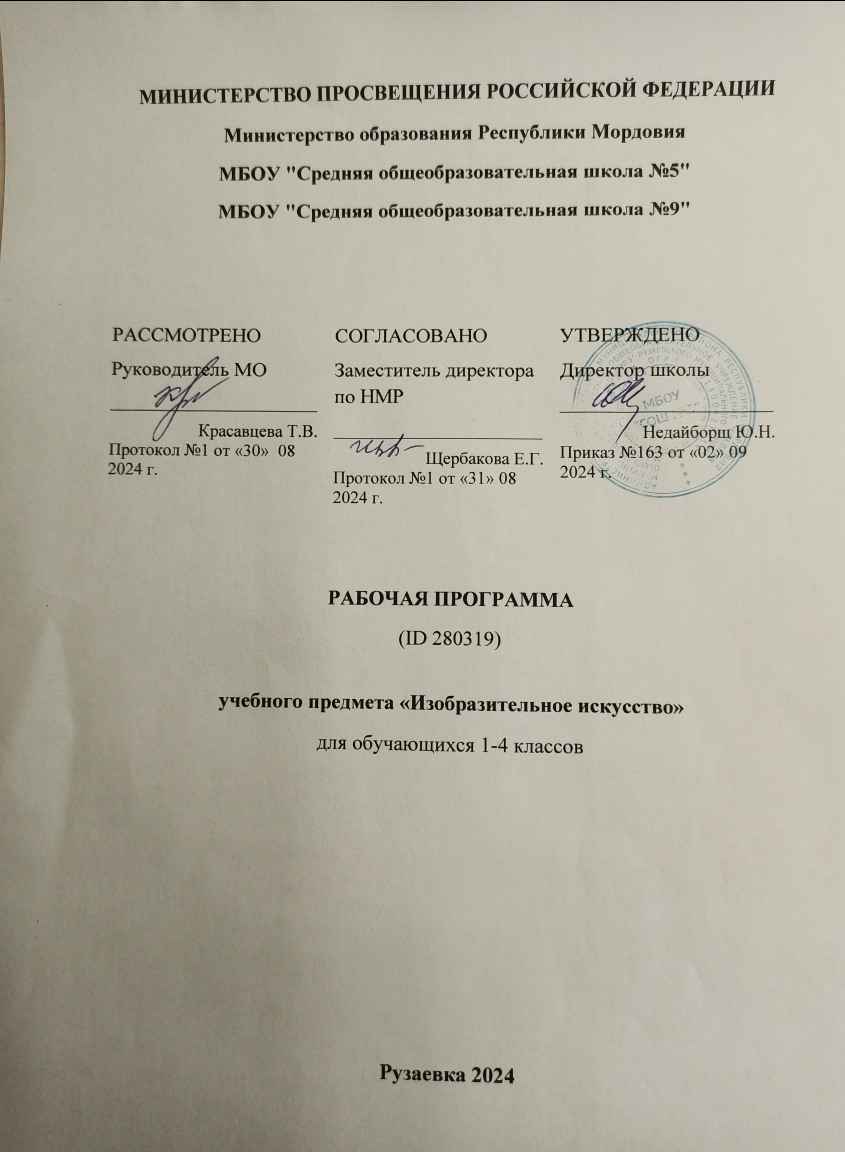 МИНИСТЕРСТВО ПРОСВЕЩЕНИЯ РОССИЙСКОЙ ФЕДЕРАЦИИ
Министерство образования Республики Мордовия
МБОУ "Средняя общеобразовательная школа №5"
МБОУ "Средняя общеобразовательная школа №9"
РАССМОТРЕНО
Руководитель МО
Красавцева Т.В.
Протокол №1 от «30» 08
2024 г.
СОГЛАСОВАНО
Заместитель директора
по НМР
Щербакова Е.Г.
Протокол №1 от «31» 08
2024 г.
УТВЕРЖДЕНО
Директор школы
МБОУ
Недайборщ Ю.Н.
Приказ №163 от «02» 09
2024 г.
РАБОЧАЯ ПРОГРАММА
(ID 280319)
учебного предмета «Изобразительное искусство»
для обучающихся 1-4 классов
Рузаевка 2024